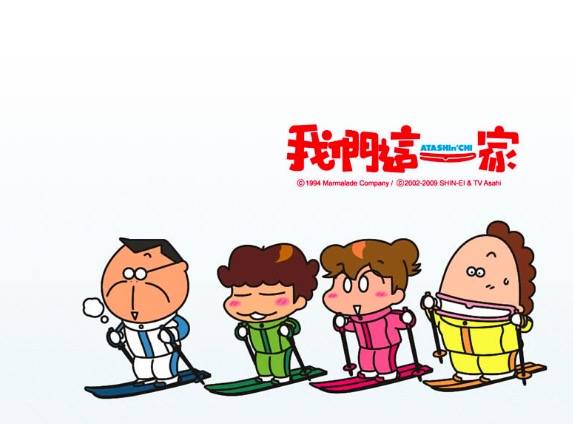 我們這一家
ATASHIn'CHI
©1994 Marmalade Company / ©2002-2009 SHIN-EI & TV Asahi